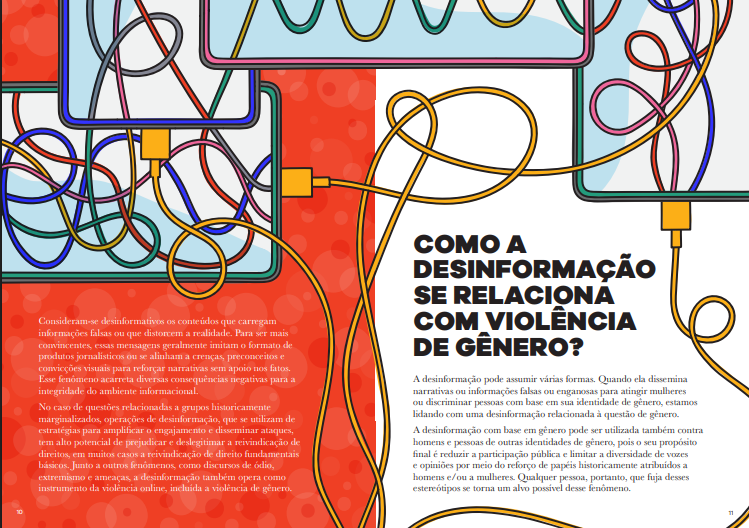 Consideram-se desinformativos os conteúdos que carregam
informações falsas ou que distorcem a realidade. Para ser mais
convincentes, essas mensagens geralmente imitam o formato de
produtos jornalísticos ou se alinham a crenças, preconceitos e
convicções visuais para reforçar narrativas sem apoio nos fatos.
Esse fenômeno acarreta diversas consequências negativas para a
integridade do ambiente informacional.
No caso de questões relacionadas a grupos historicamente
marginalizados, operações de desinformação, que se utilizam de
estratégias para amplificar o engajamento e disseminar ataques,
tem alto potencial de prejudicar e deslegitimar a reivindicação de
direitos, em muitos casos a reivindicação de direitos fundamentais
básicos. Junto a outros fenômenos, como discursos de ódio,
extremismo e ameaças, a desinformação também opera como
instrumento da violência online, incluída a violência de gênero.
10
COMO A
DESINFORMAÇÃO
SE RELACIONA
COM VIOLÊNCIA
DE GÊNERO?
A desinformação pode assumir várias formas. Quando ela dissemina
narrativas ou informações falsas ou enganosas para atingir mulheres
ou discriminar pessoas com base em sua identidade de gênero, estamos
lidando com uma desinformação relacionada à questão de gênero.
A desinformação com base em gênero pode ser utilizada também contra
homens e pessoas de outras identidades de gênero, pois o seu propósito
final é reduzir a participação pública e limitar a diversidade de vozes
e opiniões por meio do reforço de papéis historicamente atribuídos a
homens e/ou a mulheres. Qualquer pessoa, portanto, que fuja desses
estereótipos se torna um alvo possível desse fenômeno.
11